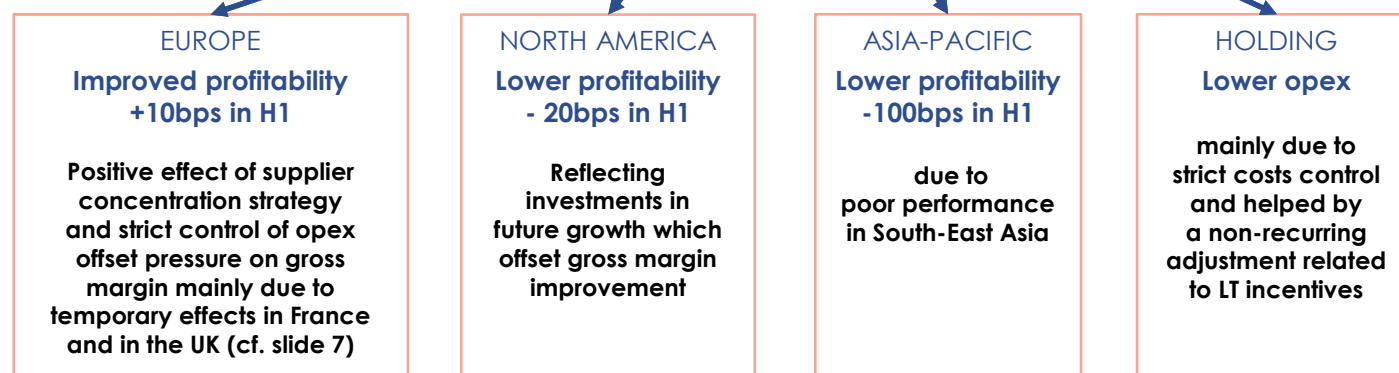 EUROPE
Improved profitability
+10bps in H1
Positive effect of supplier
concentration strategy
and strict control of opex
offset pressure on gross
margin mainly due to
temporary effects in France
and in the UK (cf. slide 7)
NORTH AMERICA
Lower profitability
- 20bps in H1
Reflecting
investments in
future growth which
offset gross margin
improvement
ASIA-PACIFIC
Lower profitability
-100bps in H1
due to
poor performance
in South-East Asia
HOLDING
Lower opex
mainly due to
strict costs control
and helped by
a non-recurring
adjustment related
to LT incentives